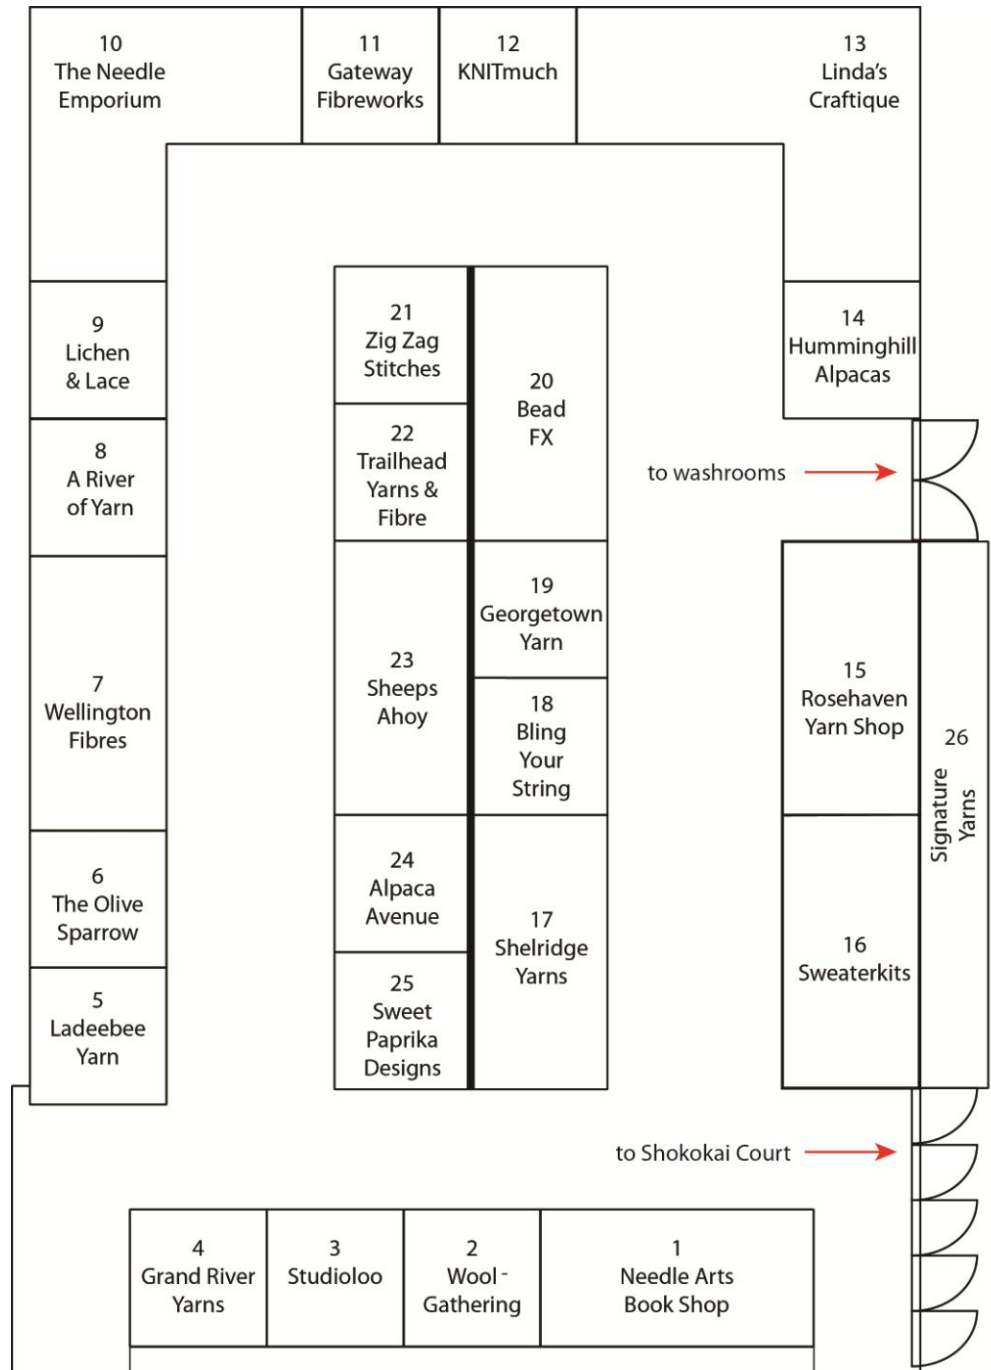 10
The Needle
Emporium
11
Gateway
Fibreworks
12
KNITmuch
13
Linda's
Craftique
9
Lichen
& Lace
21
Zig Zag
Stitches
20
Bead
FX
14
Humminghill
Alpacas
8
A River
of Yarn
22
Trailhead
Yarns &
Fibre
to washrooms
7
Wellington
Fibres
23
Sheeps
Ahoy
19
Georgetown
Yarn
18
Bling
Your
String
15
Rosehaven
Yarn Shop
26
Signature
Yarns
6
The Olive
Sparrow
24
Alpaca
Avenue
17
Shelridge
Yarns
16
Sweaterkits
5
Ladeebee
Yarn
25
Sweet
Paprika
Designs
to Shokokai Court
4
Grand River
Yarns
3
Studioloo
2
Wool -
Gathering
1
Needle Arts
Book Shop